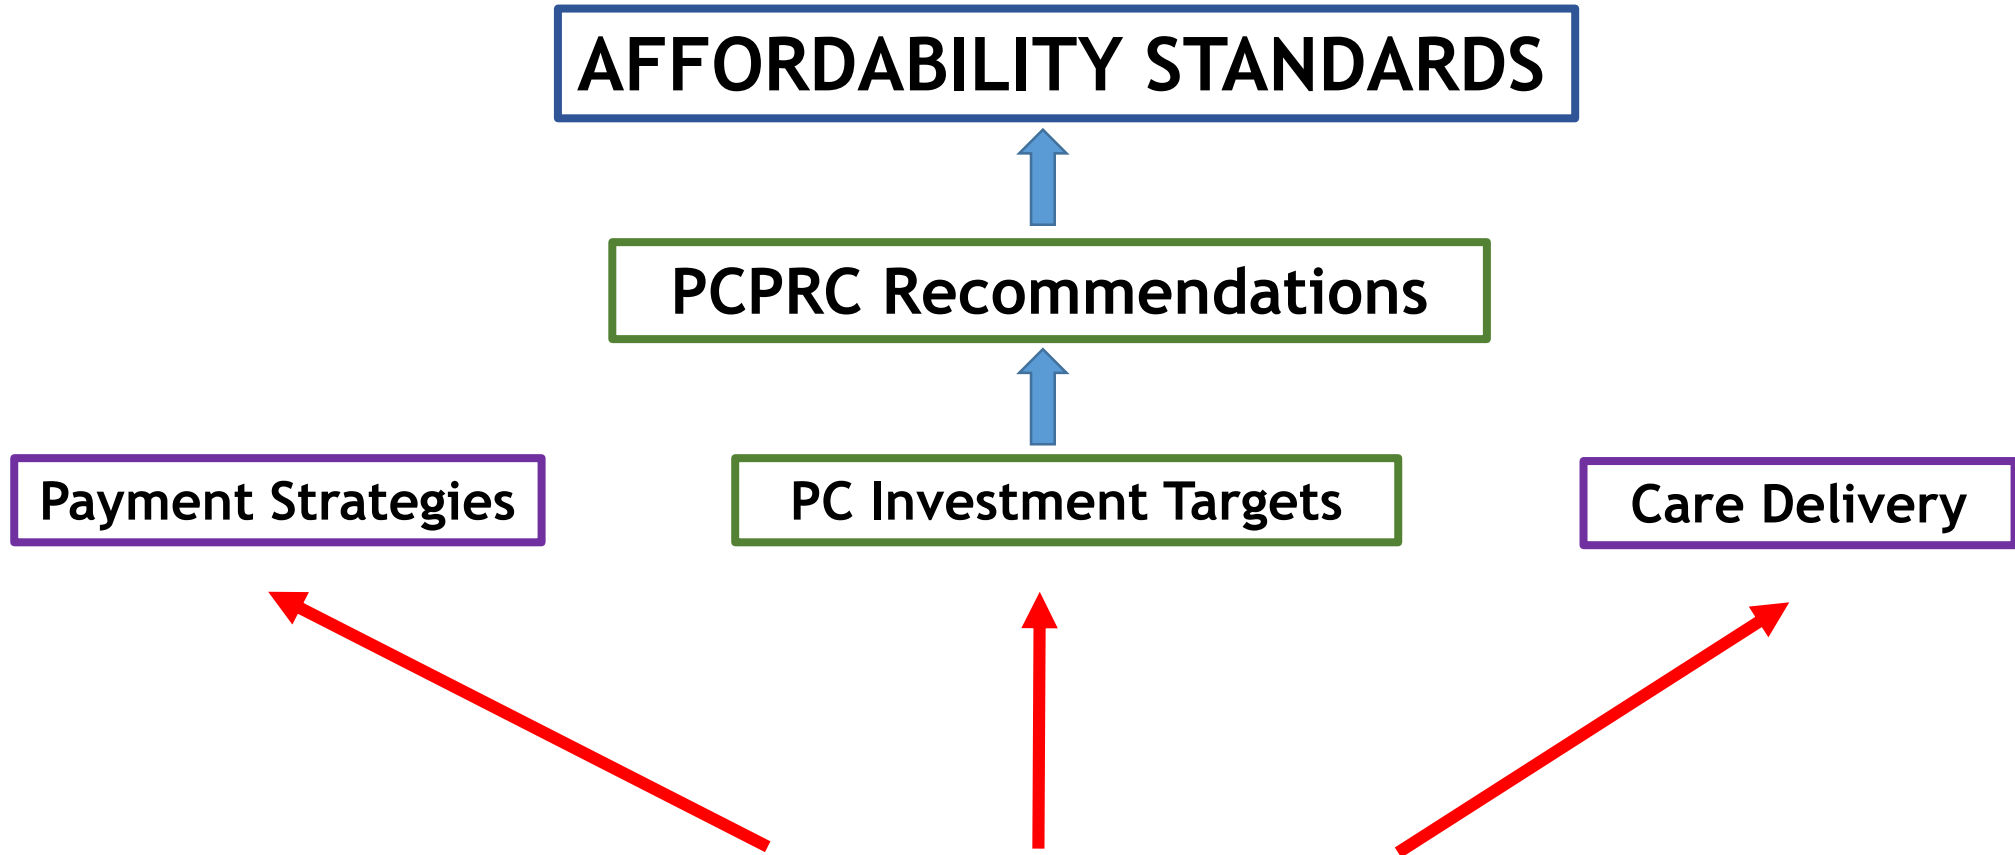 AFFORDABILITY STANDARDS
PCPRC Recommendations
Payment Strategies
PC Investment Targets
Care Delivery